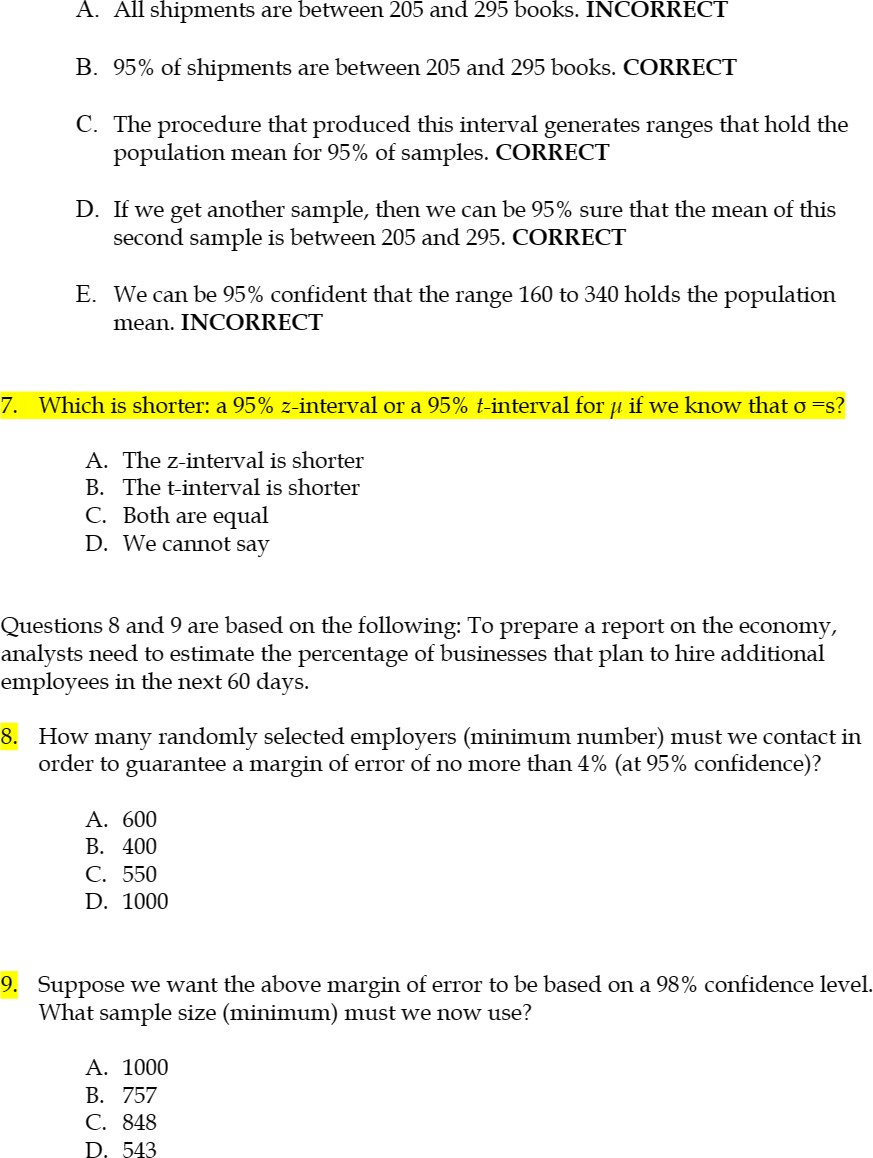 A. All shipments are between 205 and 295 books. INCORRECT
B. 95% of shipments are between 205 and 295 books. CORRECT
C. The procedure that produced this interval generates ranges that hold the
population mean for 95% of samples. CORRECT
D. If we get another sample, then we can be 95% sure that the mean of this
second sample is between 205 and 295. CORRECT
E. We can be 95% confident that the range 160 to 340 holds the population
mean. INCORRECT
7. Which is shorter: a 95% z-interval or a 95% t-interval for μ if we know that σ =s?
A. The z-interval is shorter
B. The t-interval is shorter
C. Both are equal
D. We cannot say
Questions 8 and 9 are based on the following: To prepare a report on the economy,
analysts need to estimate the percentage of businesses that plan to hire additional
employees in the next 60 days.
8. How many randomly selected employers (minimum number) must we contact in
order to guarantee a margin of error of no more than 4% (at 95% confidence)?
A. 600
B. 400
C. 550
D. 1000
9. Suppose we want the above margin of error to be based on a 98% confidence level.
What sample size (minimum) must we now use?
A. 1000
B. 757
C. 848
D. 543